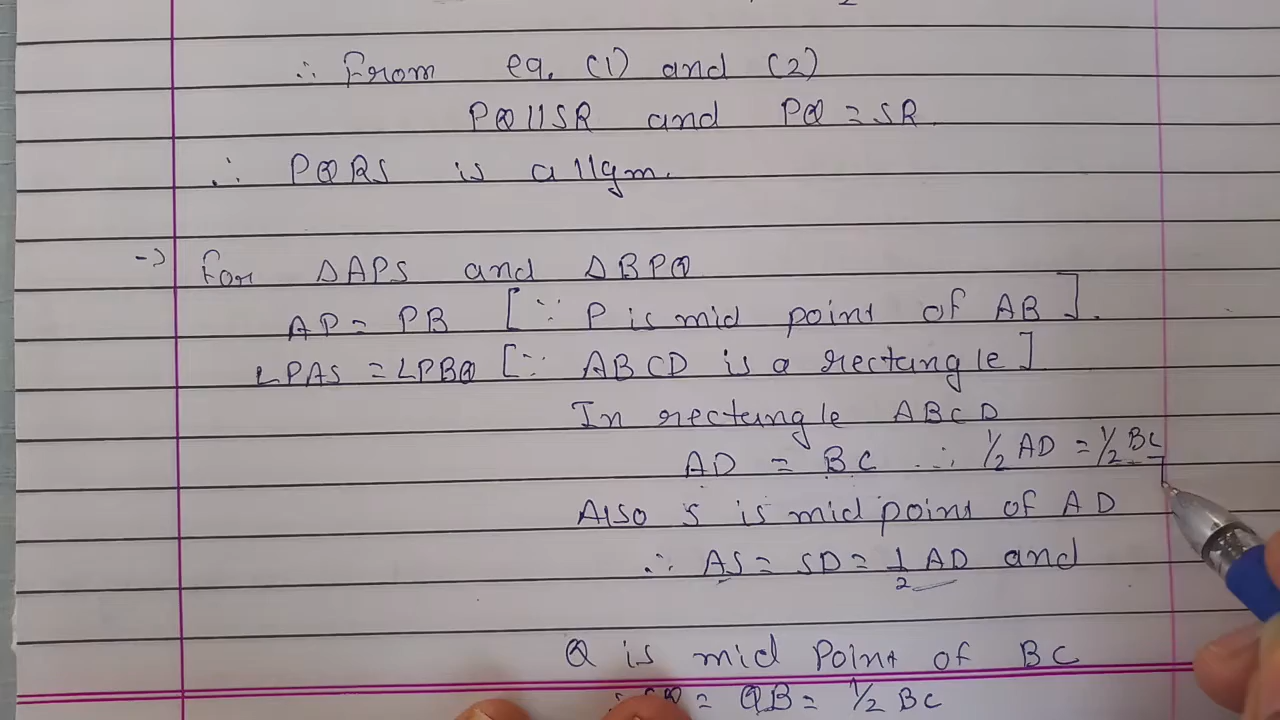 ∴ From eq. (1) and (2)
PQ||SR and PQ = SR
∴ PQRS is a ||gm.
-> For ΔAPS and ΔBPQ
AP = PB [∵ P is mid point of AB].
∠PAS = ∠PBQ [∵ ABCD is a rectangle]
In rectangle ABCD
AD = BC ∴ 1/2 AD = 1/2 BC
Also S is mid point of AD
∴ AS = SD = 1/2 AD and
Q is mid Point of BC
= QB = 1/2 BC